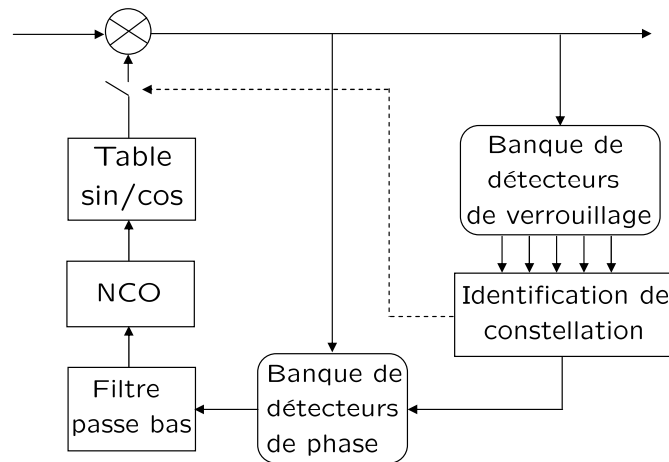 Table
sin/cos
NCO
Filtre
passe bas
Banque de
détecteurs
de phase
Banque de
détecteurs
de verrouillage
Identification de
constellation